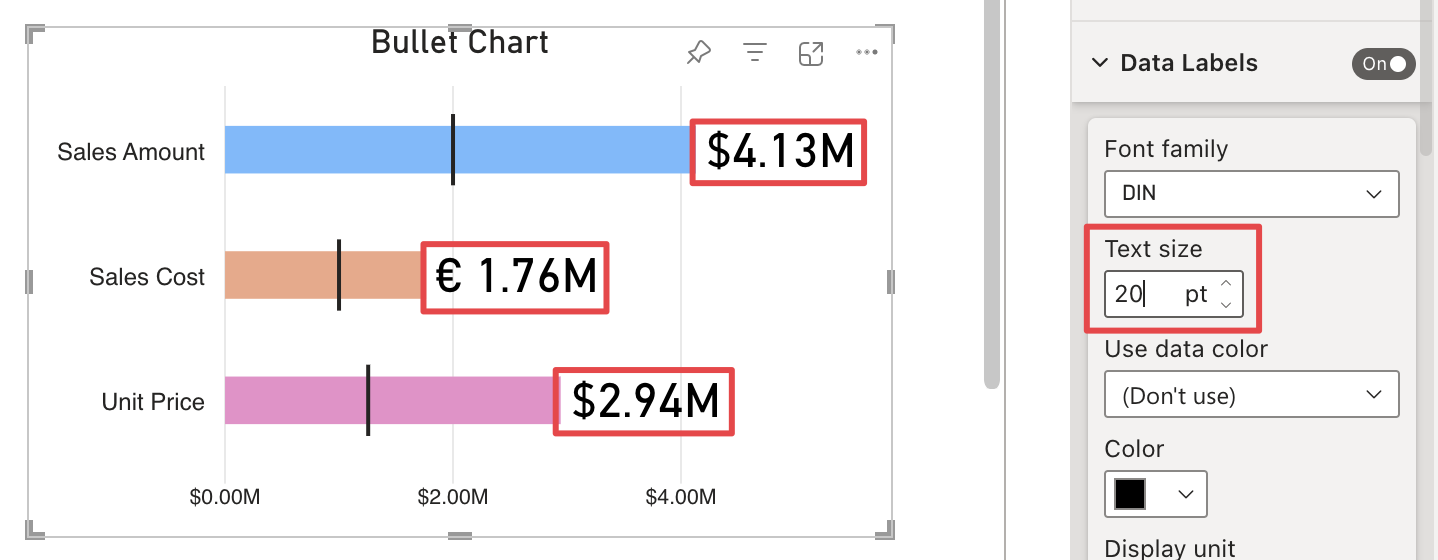 Bullet Chart
Sales Amount
$4.13M
Sales Cost
€ 1.76M
Unit Price
$2.94M
$0.00M $2.00M $4.00M
Data Labels On
Font family
DIN
Text size
20 pt
Use data color
(Don't use)
Color
Display unit